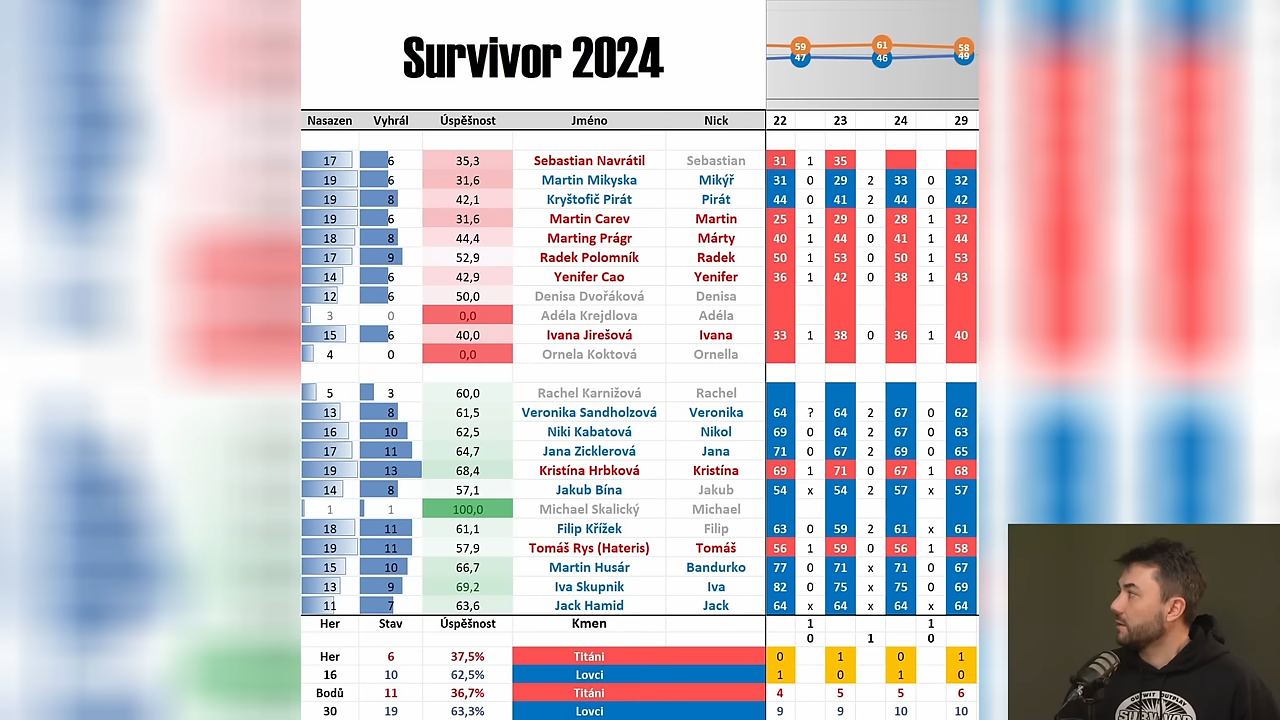 Survivor 2024
59 61 58
47 46 49
Nasazen Vyhrál Úspěšnost Jméno Nick 22 23 24 29
17 6 35,3 Sebastian Navrátil Sebastian 31 1 35
19 6 31,6 Martin Mikyska Mikýř 31 0 29 2 33 0 32
19 8 42,1 Kryštofič Pirát Pirát 44 0 41 2 44 0 42
19 6 31,6 Martin Carev Martin 25 1 29 0 28 1 32
18 8 44,4 Marting Prágr Márty 40 1 44 0 41 1 44
17 9 52,9 Radek Polomník Radek 50 1 53 0 50 1 53
14 6 42,9 Yenifer Cao Yenifer 36 1 42 0 38 1 43
12 6 50,0 Denisa Dvořáková Denisa
3 0 0,0 Adéla Krejdlova Adéla
15 6 40,0 Ivana Jirešová Ivana 33 1 38 0 36 1 40
4 0 0,0 Ornela Koktová Ornella
5 3 60,0 Rachel Karnižová Rachel
13 8 61,5 Veronika Sandholzová Veronika 64 ? 64 2 67 0 62
16 10 62,5 Niki Kabatová Nikol 69 0 64 2 67 0 63
17 11 64,7 Jana Zicklerová Jana 71 0 67 2 69 0 65
19 13 68,4 Kristína Hrbková Kristína 69 1 71 0 67 1 68
14 8 57,1 Jakub Bína Jakub 54 x 54 2 57 x 57
1 1 100,0 Michael Skalický Michael
18 11 61,1 Filip Křížek Filip 63 0 59 2 61 x 61
19 11 57,9 Tomáš Rys (Hateris) Tomáš 56 1 59 0 56 1 58
15 10 66,7 Martin Husár Bandurko 77 0 71 x 71 0 67
13 9 69,2 Iva Skupnik Iva 82 0 75 x 75 0 69
11 7 63,6 Jack Hamid Jack 64 x 64 x 64 x 64
Her Stav Úspěšnost Kmen 1 1
0 1 0
Her 6 37,5% Titáni 0 1 0 1
16 10 62,5% Lovci 1 0 1 0
Bodů 11 36,7% Titáni 4 5 5 6
30 19 63,3% Lovci 9 9 10 10
OUTWIT OUTPLAY
SURVIVOR